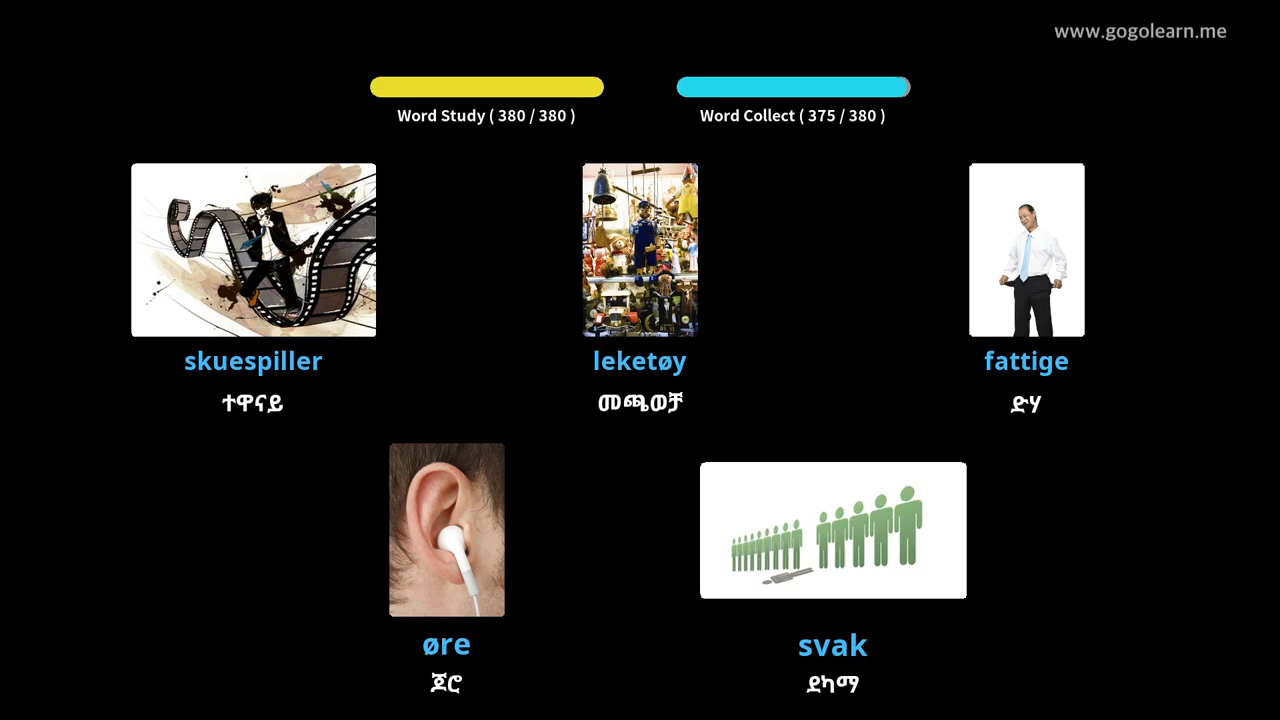 www.gogolearn.me
Word Study ( 380 / 380 )
Word Collect ( 375 / 380 )
skuespiller
ተዋናይ
leketøy
መጫወቻ
fattige
ድሃ
øre
ጆሮ
svak
ደካማ